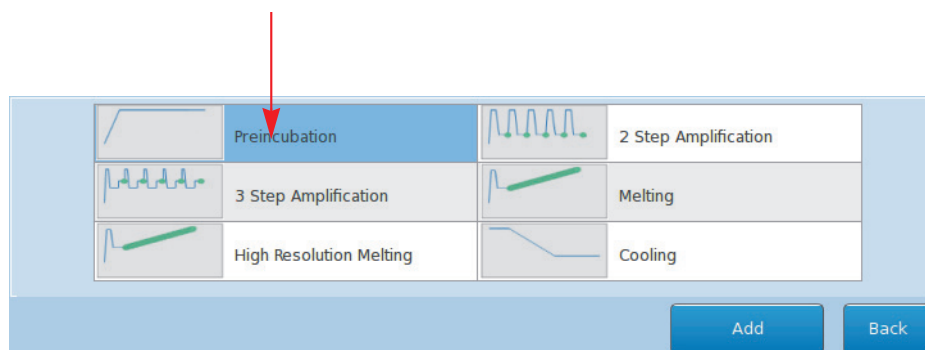 Preincubation
2 Step Amplification
3 Step Amplification
Melting
High Resolution Melting
Cooling
Add
Back